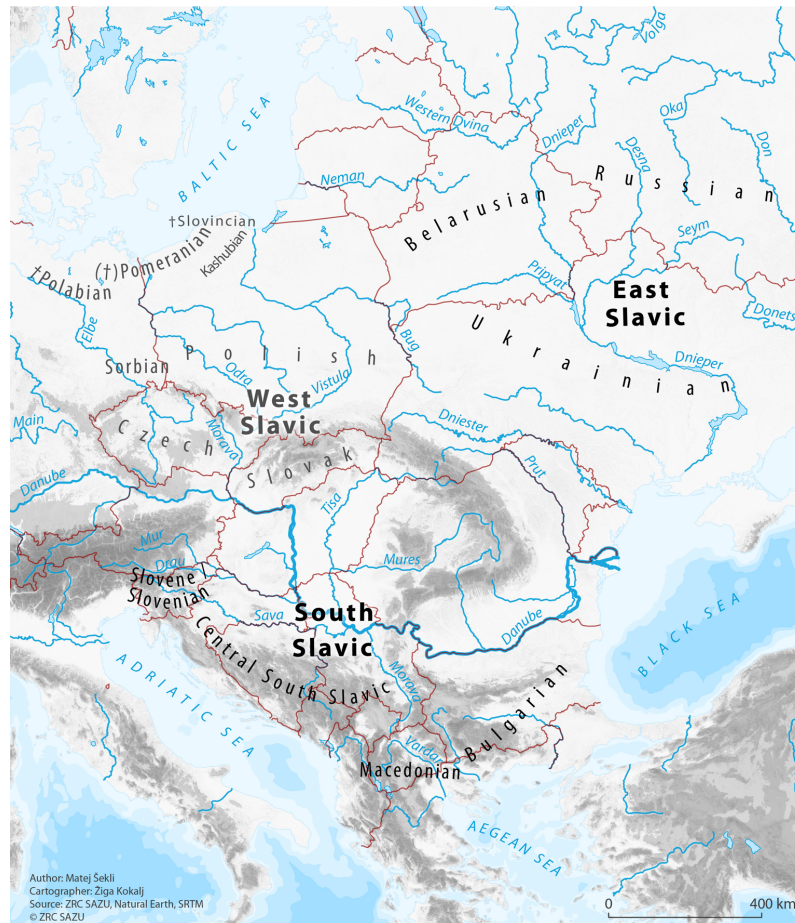 Volga
Oka
Western Dvina
Dnieper
Don
Desna
BALTIC SEA
Neman
Russian
Belarusian
†Slovincian
Kashubian
(†)Pomeranian
Seym
†Polabian
Pripyat
East
Slavic
Donets
Elbe
Ukrainian
Bug
Polish
Dnieper
Sorbian
Odra
Vistula
West
Slavic
Main
Czech
Morava
Dniester
Slovak
Prut
Danube
Tisa
Mur
Drau
Mures
Slovene /
Slovenian
Sava
South
Slavic
Danube
BLACK SEA
Central South Slavic
ADRIATIC SEA
Morava
Bulgarian
Vardar
Macedonian
AEGEAN SEA
Author: Matej Šekli
Cartographer: Žiga Kokalj
Source: ZRC SAZU, Natural Earth, SRTM
© ZRC SAZU
0 400 km